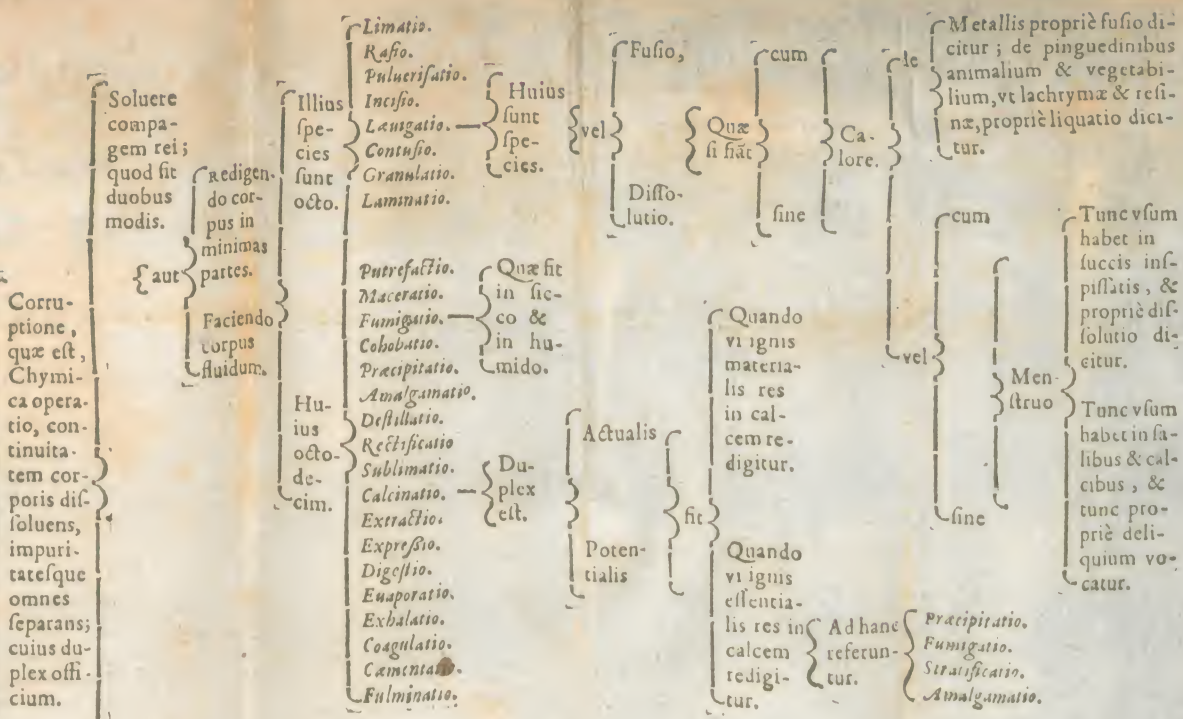 Corru-
ptione,
quæ est,
Chymi-
ca opera-
tio, con-
tinuita-
tem cor-
poris dis-
soluens,
impuri-
tatesque
omnes
separans;
cuius du-
plex offi-
cium.
Soluere
compa-
gem rei;
quod fit
duobus
modis.
aut
Redigen-
do cor-
pus in
minimas
partes.
Faciendo
corpus
fluidum.
Illius
spe-
cies
sunt
octo.
Hu-
ius
octo-
de-
cim.
Limatio.
Rasio.
Puluerisatio.
Incisio.
Læuigatio.
Contusio.
Granulatio.
Laminatio.
Putrefactio.
Maceratio.
Fumigatio.
Cohobatio.
Præcipitatio.
Amalgamatio.
Destillatio.
Rectificatio
Sublimatio.
Calcinatio.
Extractio.
Expressio.
Digestio.
Euaporatio.
Exhalatio.
Coagulatio.
Cæmentatio.
Fulminatio.
Huius
sunt
spe-
cies.
vel
Fusio,
Disso-
lutio.
Quæ
si fiãt
cum
sine
Ca-
lore.
de
vel
Metallis propriè fusio di-
citur; de pinguedinibus
animalium & vegetabi-
lium, vt lachrymæ & resi-
næ, propriè liquatio dici-
tur.
cum
sine
Men-
struo
Tunc vsum
habet in
succis ins-
pissatis, &
propriè dis-
solutio di-
citur.
Tunc vsum
habet in sa-
libus & cal-
cibus, &
tunc pro-
priè deli-
quium vo-
catur.
Quæ fit
in sic-
co &
in hu-
mido.
Du-
plex
est.
Actualis
Poten-
tialis
fit
Quando
vi ignis
materia-
lis res
in cal-
cem re-
digitur.
Quando
vi ignis
essentia-
lis res in
calcem
redigi-
tur.
Ad hanc
referun-
tur.
Præcipitatio.
Fumigatio.
Stratificatio.
Amalgamatio.